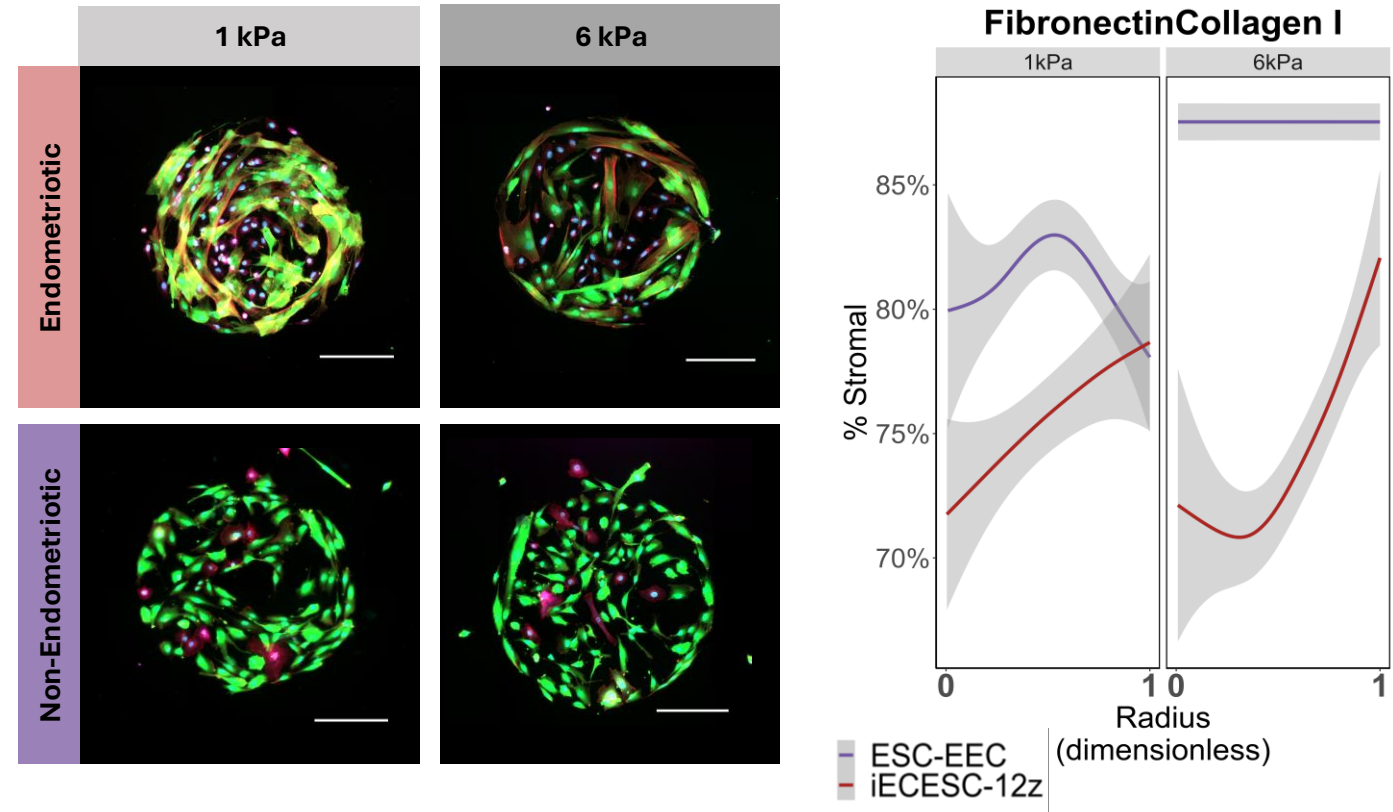 1 kPa
6 kPa
Endometriotic
Non-Endometriotic
FibronectinCollagen I
1kPa
6kPa
% Stromal
85%
80%
75%
70%
0
1
0
1
Radius
(dimensionless)
ESC-EEC
iECESC-12z